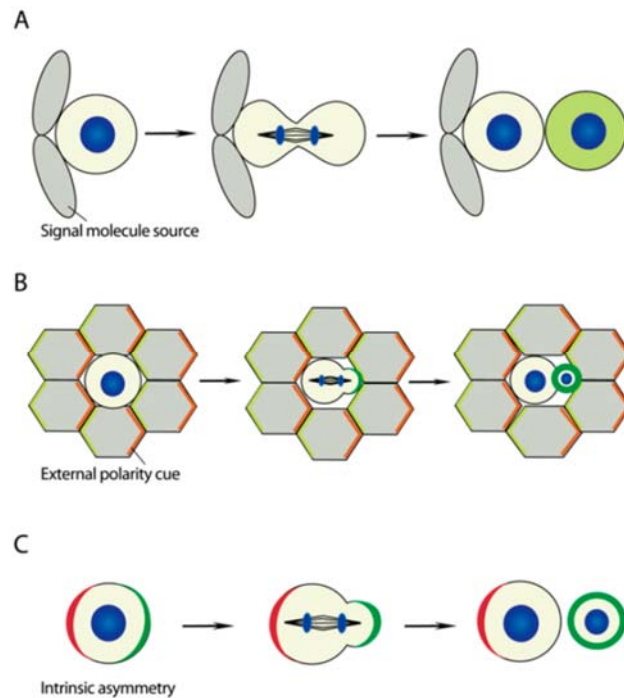 A
Signal molecule source
B
External polarity cue
C
Intrinsic asymmetry